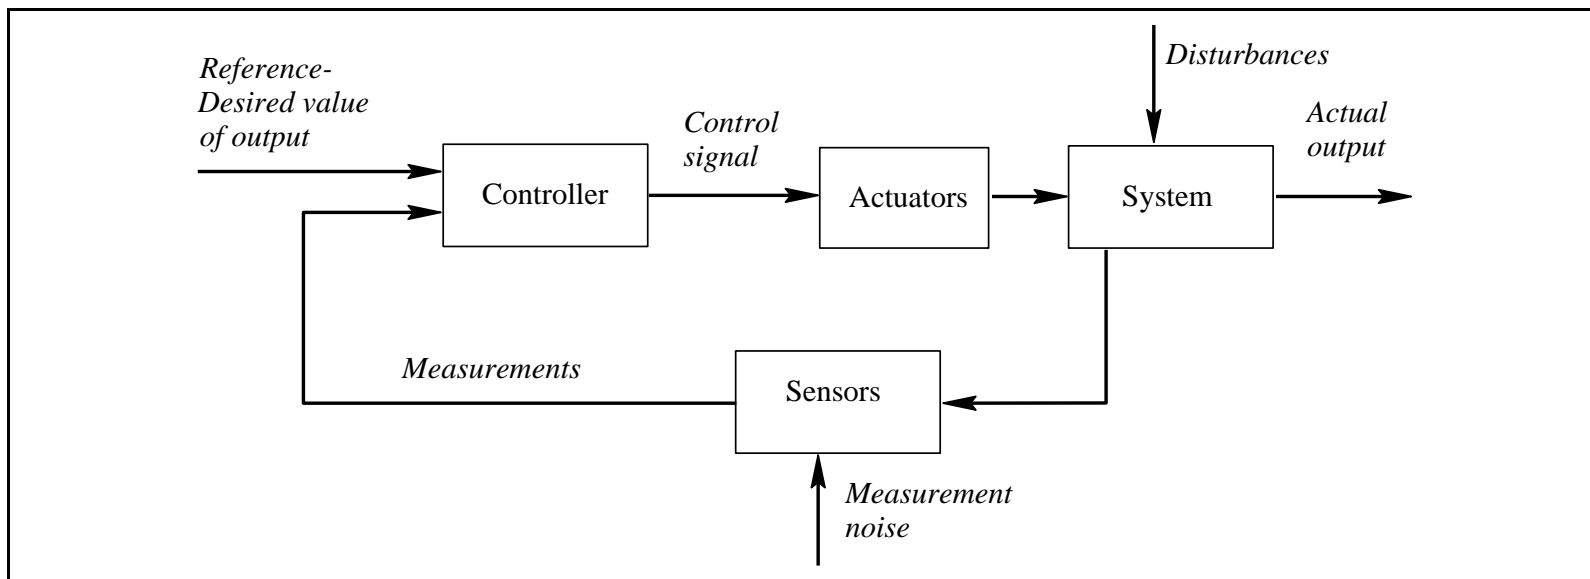 Reference-
Desired value
of output
Control
signal
Disturbances
Actual
output
Controller
Actuators
System
Measurements
Sensors
Measurement
noise